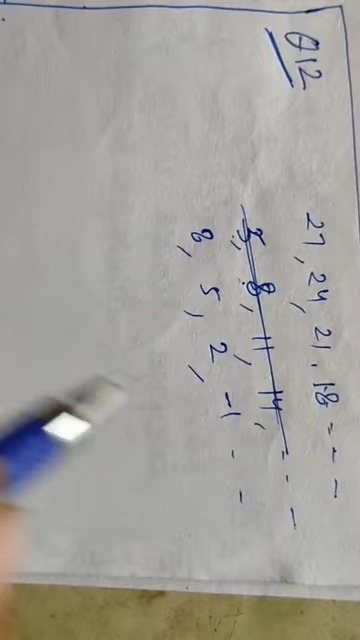 Q12
27, 24, 21, 18 - - -
5, 8, 11, 14, - - -
8, 5, 2, -1 - -